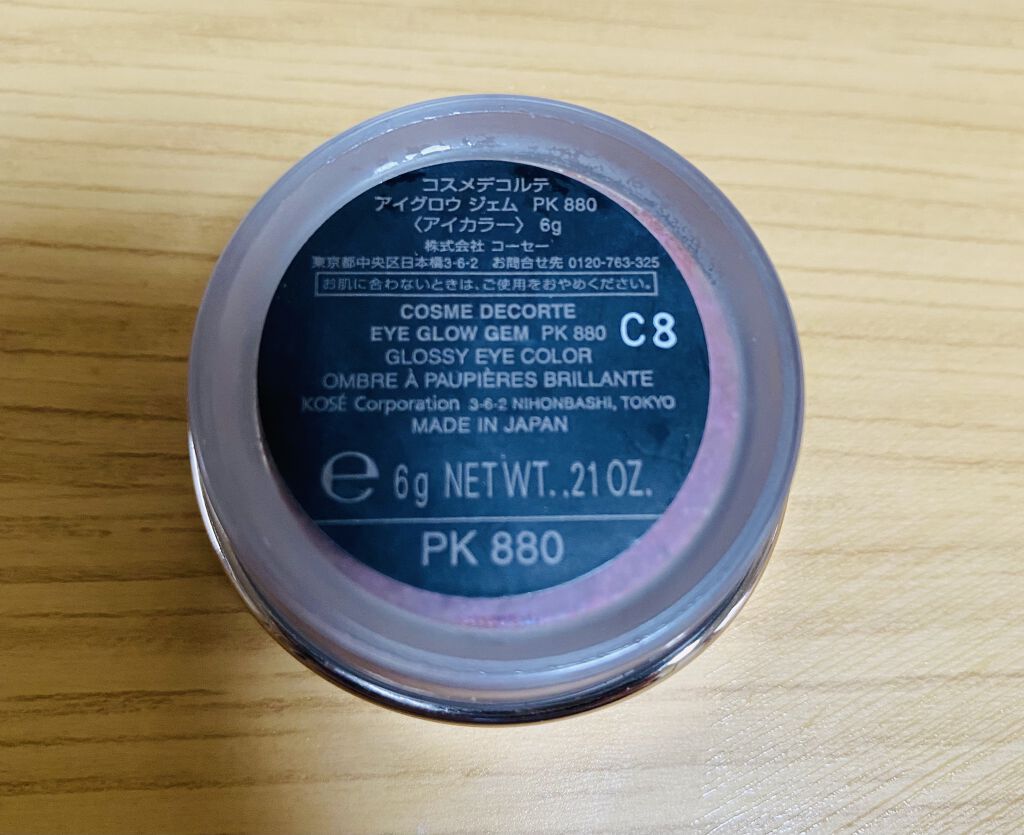 コスメデコルテ
アイグロウ ジェム PK 880
〈アイカラー〉 6g
株式会社 コーセー
東京都中央区日本橋3-6-2 お問合せ先 0120-763-325
お肌に合わないときは、ご使用をおやめください。
COSME DECORTE
EYE GLOW GEM PK 880
C8
GLOSSY EYE COLOR
OMBRE À PAUPIÈRES BRILLANTE
KOSÉ Corporation 3-6-2 NIHONBASHI, TOKYO
MADE IN JAPAN
e 6g NET WT. .21 OZ.
PK 880